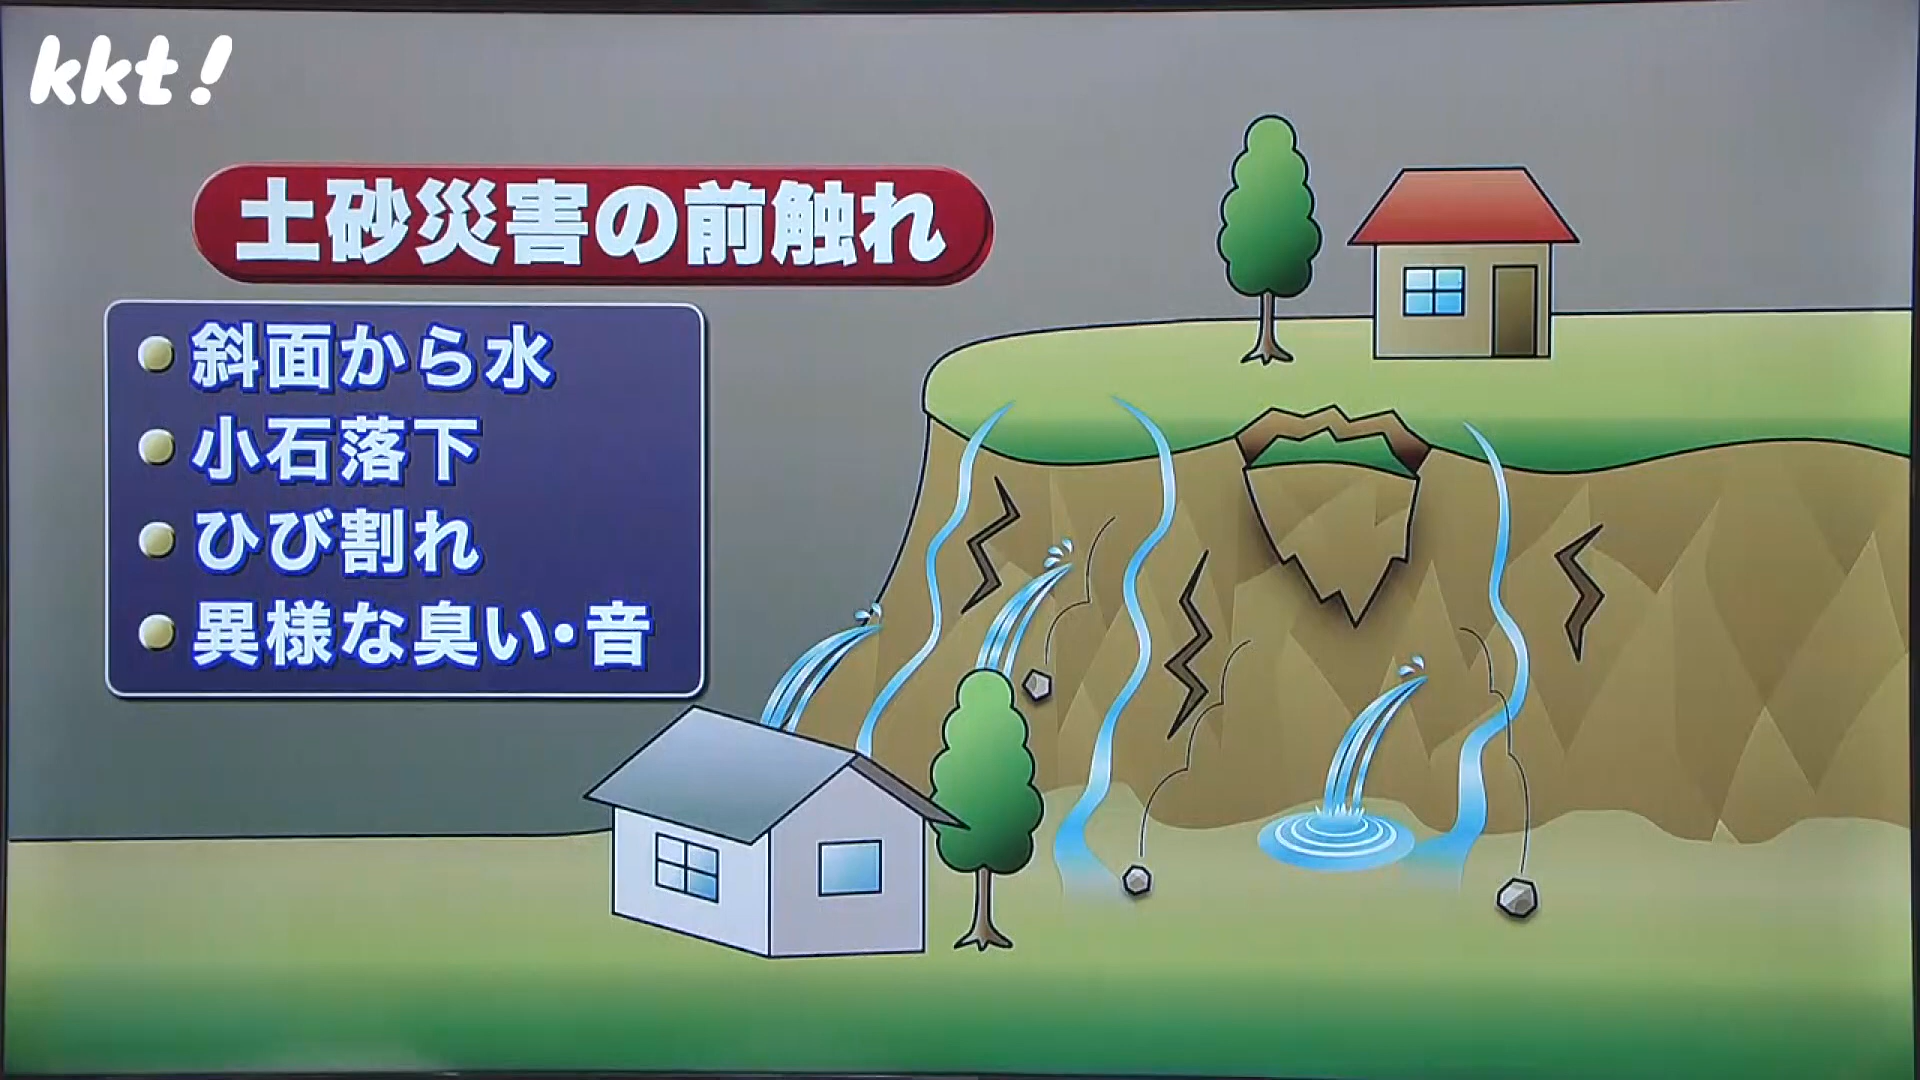 kkt!
土砂災害の前触れ
● 斜面から水
● 小石落下
● ひび割れ
● 異様な臭い・音